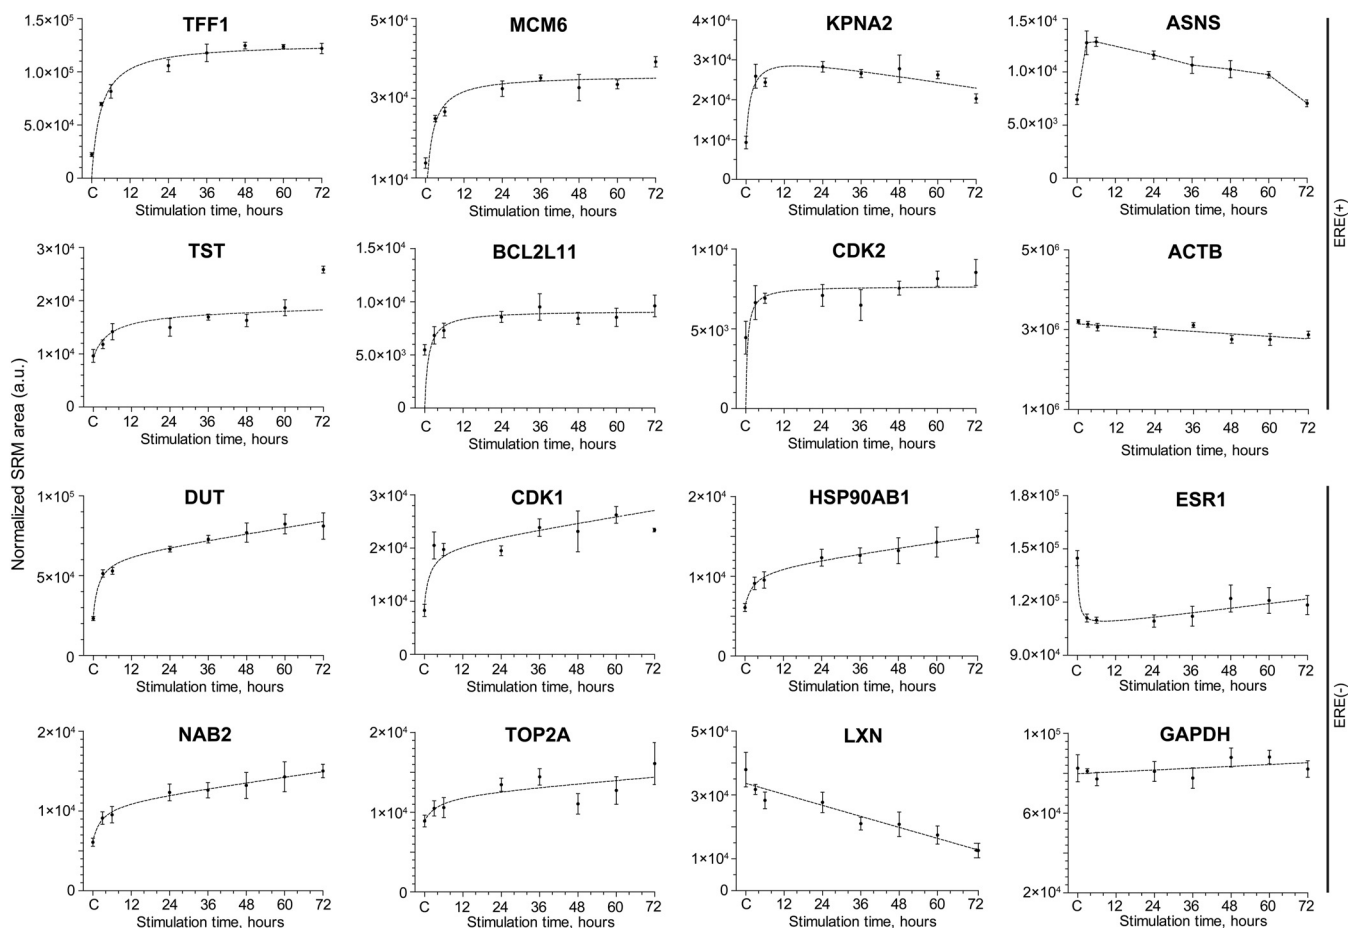 Normalized SRM area (a.u.)
TFF1
1.5×10⁵
1.0×10⁵
5.0×10⁴
0
C 12 24 36 48 60 72
Stimulation time, hours
MCM6
5×10⁴
3×10⁴
1×10⁴
C 12 24 36 48 60 72
Stimulation time, hours
KPNA2
4×10⁴
3×10⁴
2×10⁴
1×10⁴
0
C 12 24 36 48 60 72
Stimulation time, hours
ASNS
1.5×10⁴
1.0×10⁴
5.0×10³
0
C 12 24 36 48 60 72
Stimulation time, hours
ERE(+)
TST
3×10⁴
2×10⁴
1×10⁴
0
C 12 24 36 48 60 72
Stimulation time, hours
BCL2L11
1.5×10⁴
1.0×10⁴
5.0×10³
0
C 12 24 36 48 60 72
Stimulation time, hours
CDK2
1×10⁴
5×10³
0
C 12 24 36 48 60 72
Stimulation time, hours
ACTB
5×10⁶
3×10⁶
1×10⁶
C 12 24 36 48 60 72
Stimulation time, hours
DUT
1×10⁵
5×10⁴
0
C 12 24 36 48 60 72
Stimulation time, hours
CDK1
3×10⁴
2×10⁴
1×10⁴
0
C 12 24 36 48 60 72
Stimulation time, hours
HSP90AB1
2×10⁴
1×10⁴
0
C 12 24 36 48 60 72
Stimulation time, hours
ESR1
1.8×10⁵
1.5×10⁵
1.2×10⁵
9.0×10⁴
C 12 24 36 48 60 72
Stimulation time, hours
ERE(-)
NAB2
2×10⁴
1×10⁴
0
C 12 24 36 48 60 72
Stimulation time, hours
TOP2A
2×10⁴
1×10⁴
0
C 12 24 36 48 60 72
Stimulation time, hours
LXN
5×10⁴
3×10⁴
1×10⁴
C 12 24 36 48 60 72
Stimulation time, hours
GAPDH
1×10⁵
6×10⁴
2×10⁴
C 12 24 36 48 60 72
Stimulation time, hours